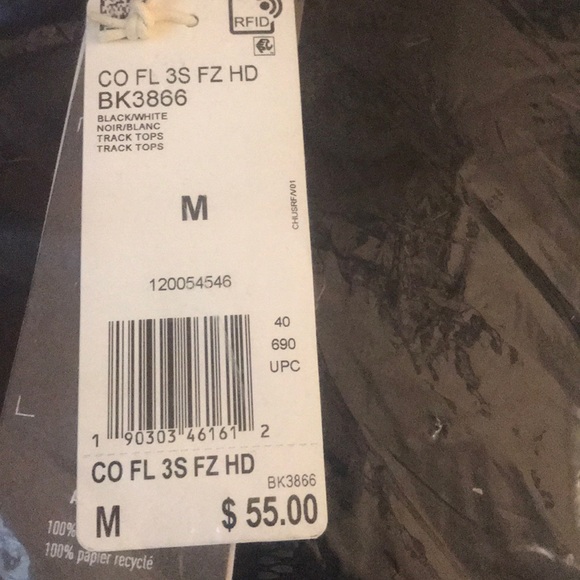 RFID
CO FL 3S FZ HD
BK3866
BLACK/WHITE
NOIR/BLANC
TRACK TOPS
TRACK TOPS
M
CHUSRF/V01
120054546
40
690
UPC
1 90303 46161 2
CO FL 3S FZ HD
BK3866
M
$ 55.00
100%
100% papier recyclé